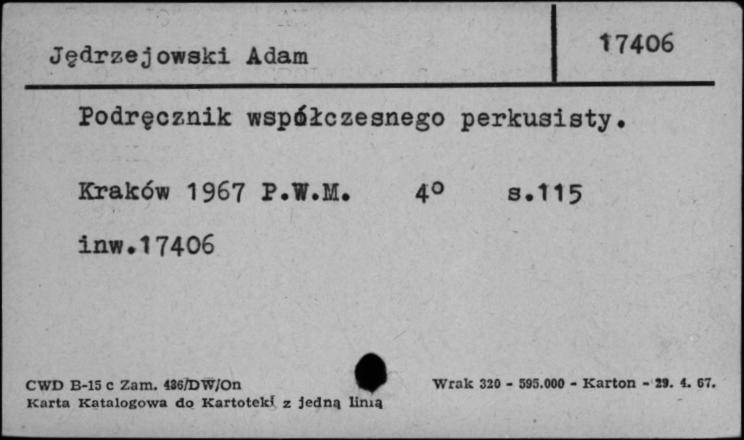 Jędrzejowski Adam
17406
Podręcznik współczesnego perkusisty.
Kraków 1967 P.W.M. 4° s.115
inw.17406
CWD B-15 c Zam. 486/DW/On
Wrak 320 - 595.000 - Karton - 29. 4. 67.
Karta Katalogowa do Kartoteki z jedną linią